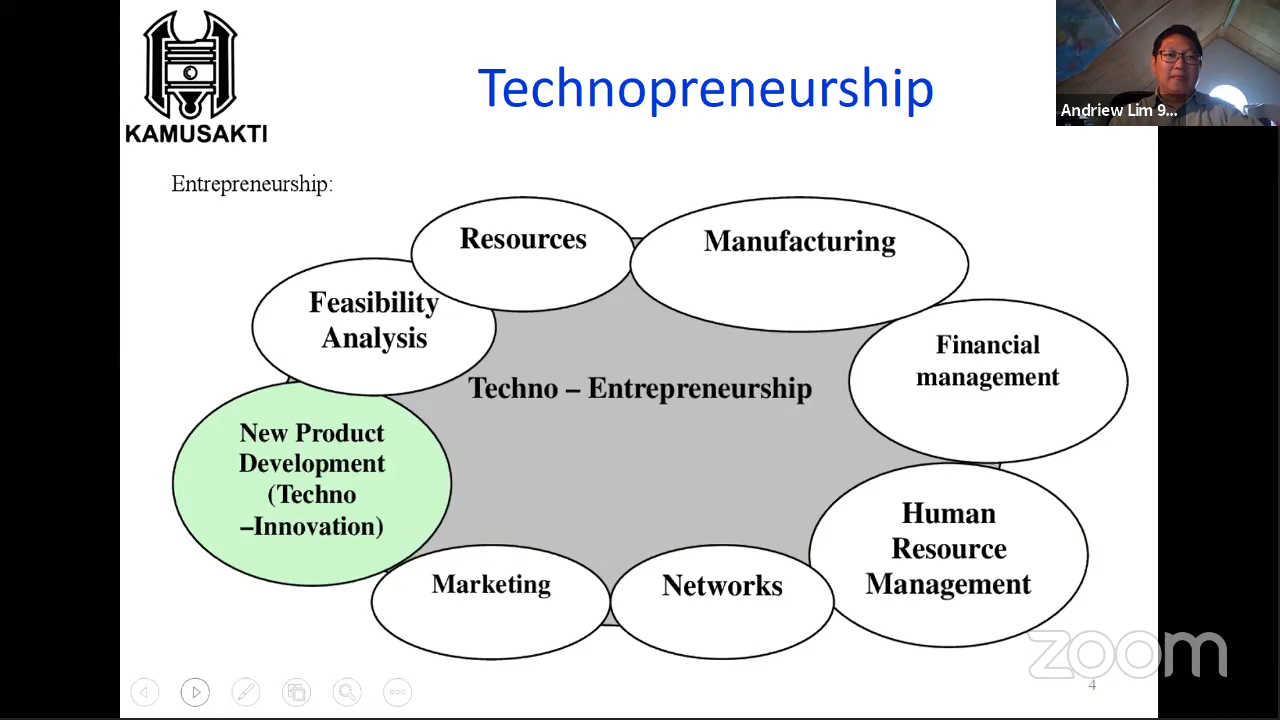 KAMUSAKTI
Technopreneurship
Andriew Lim 9...
Entrepreneurship:
Resources
Manufacturing
Feasibility
Analysis
Financial
management
Techno – Entrepreneurship
New Product
Development
(Techno
–Innovation)
Human
Resource
Management
Marketing
Networks
zoom
4